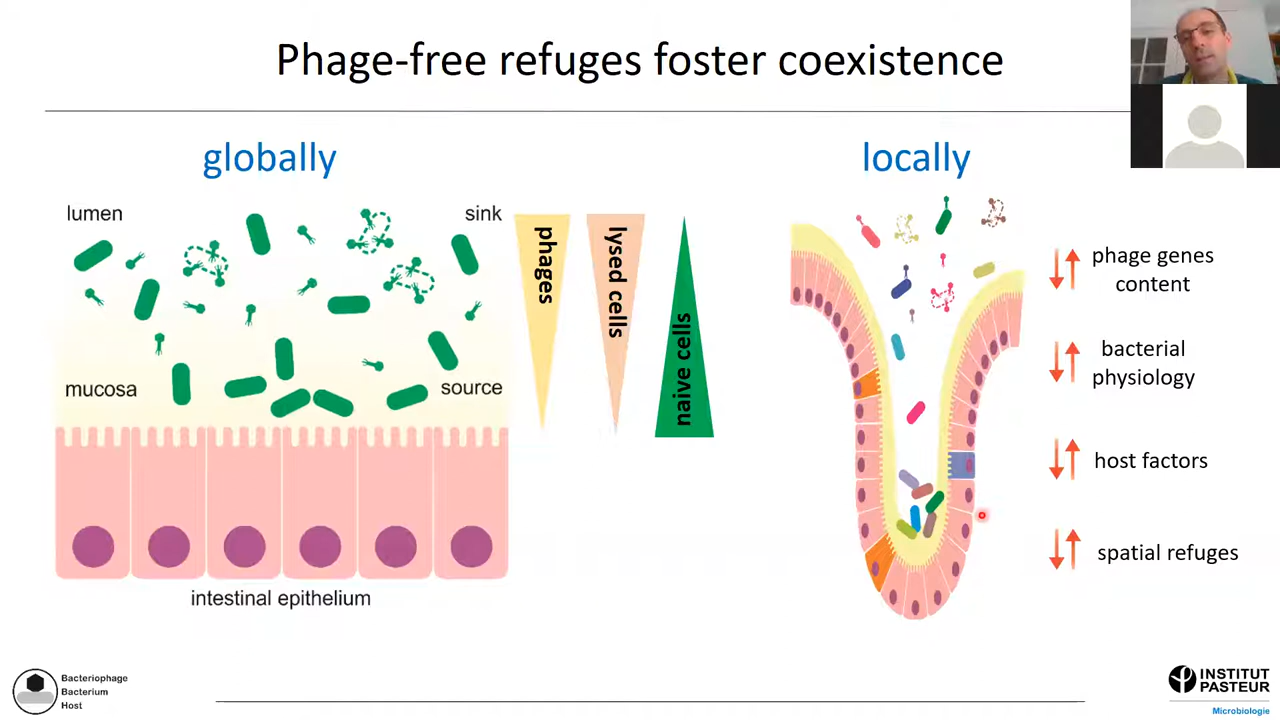 Phage-free refuges foster coexistence
globally
locally
lumen
sink
mucosa
source
intestinal epithelium
phages
lysed cells
naive cells
phage genes
content
bacterial
physiology
host factors
spatial refuges
Bacteriophage
Bacterium
Host
INSTITUT
PASTEUR
Microbiologie